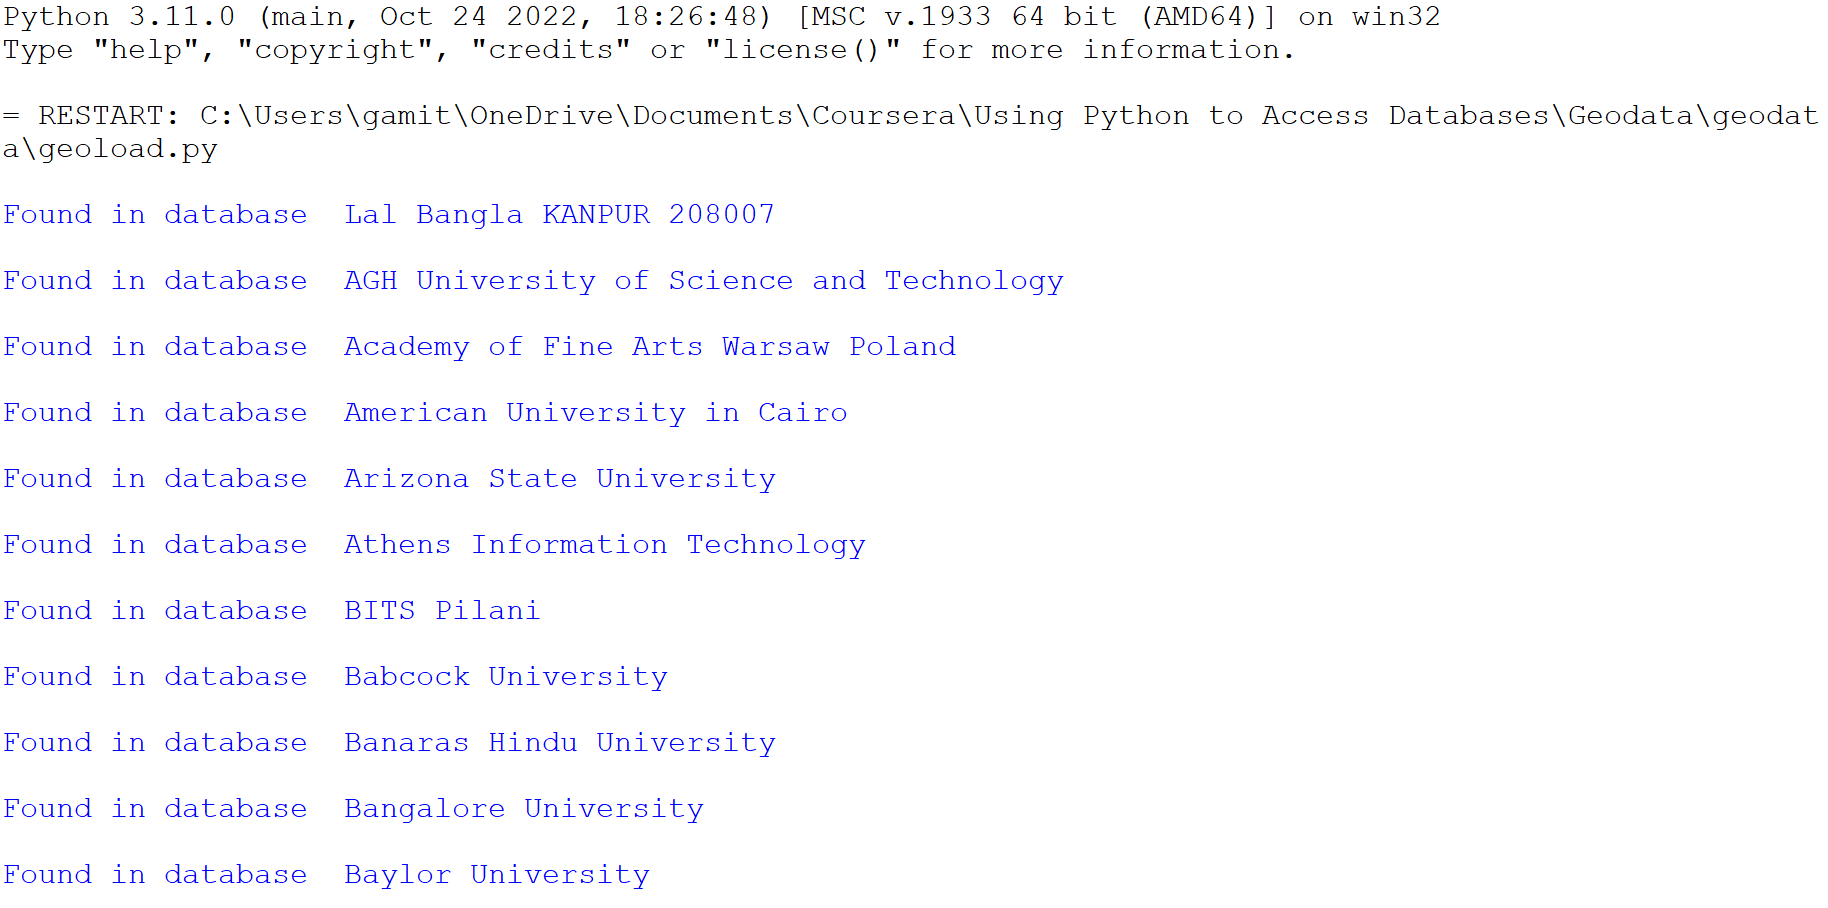 Python 3.11.0 (main, Oct 24 2022, 18:26:48) [MSC v.1933 64 bit (AMD64)] on win32
Type "help", "copyright", "credits" or "license()" for more information.
= RESTART: C:\Users\gamit\OneDrive\Documents\Coursera\Using Python to Access Databases\Geodata\geodat
a\geoload.py
Found in database  Lal Bangla KANPUR 208007
Found in database  AGH University of Science and Technology
Found in database  Academy of Fine Arts Warsaw Poland
Found in database  American University in Cairo
Found in database  Arizona State University
Found in database  Athens Information Technology
Found in database  BITS Pilani
Found in database  Babcock University
Found in database  Banaras Hindu University
Found in database  Bangalore University
Found in database  Baylor University